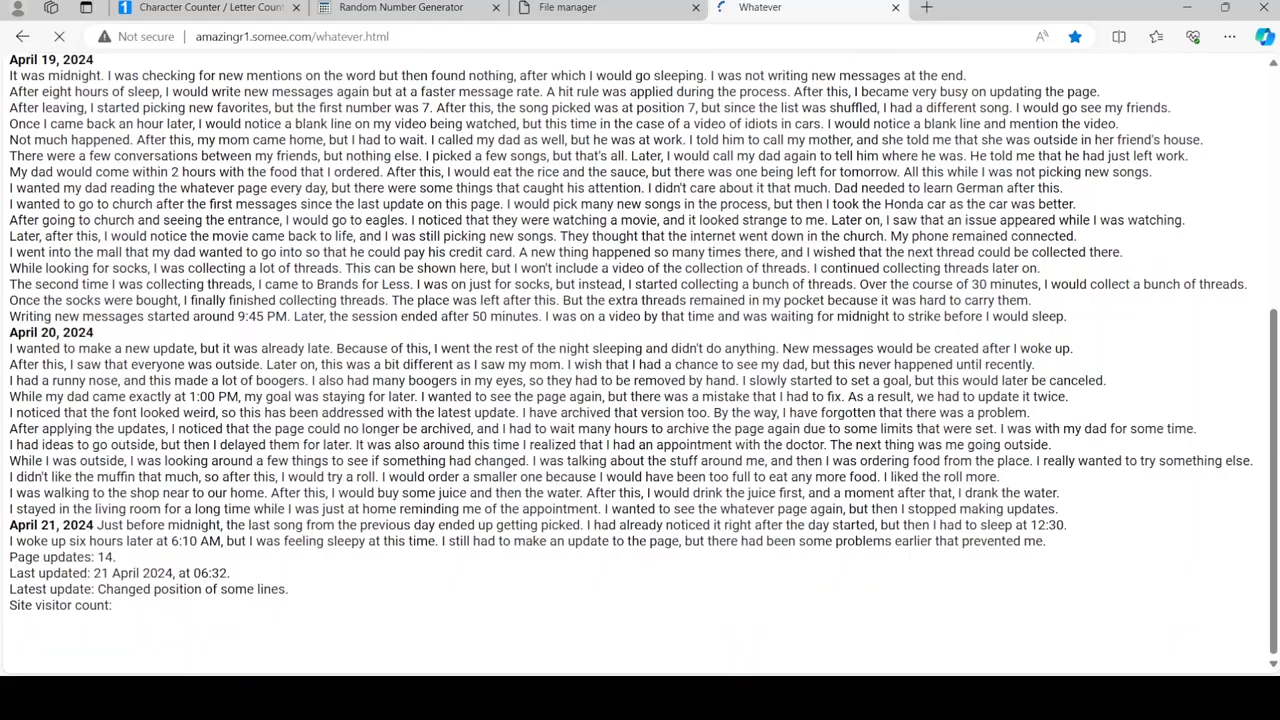 Character Counter / Letter Count
Random Number Generator
File manager
Whatever
Not secure
amazingr1.somee.com/whatever.html
April 19, 2024
It was midnight. I was checking for new mentions on the word but then found nothing, after which I would go sleeping. I was not writing new messages at the end.
After eight hours of sleep, I would write new messages again but at a faster message rate. A hit rule was applied during the process. After this, I became very busy on updating the page.
After leaving, I started picking new favorites, but the first number was 7. After this, the song picked was at position 7, but since the list was shuffled, I had a different song. I would go see my friends.
Once I came back an hour later, I would notice a blank line on my video being watched, but this time in the case of a video of idiots in cars. I would notice a blank line and mention the video.
Not much happened. After this, my mom came home, but I had to wait. I called my dad as well, but he was at work. I told him to call my mother, and she told me that she was outside in her friend's house.
There were a few conversations between my friends, but nothing else. I picked a few songs, but that's all. Later, I would call my dad again to tell him where he was. He told me that he had just left work.
My dad would come within 2 hours with the food that I ordered. After this, I would eat the rice and the sauce, but there was one being left for tomorrow. All this while I was not picking new songs.
I wanted my dad reading the whatever page every day, but there were some things that caught his attention. I didn't care about it that much. Dad needed to learn German after this.
I wanted to go to church after the first messages since the last update on this page. I would pick many new songs in the process, but then I took the Honda car as the car was better.
After going to church and seeing the entrance, I would go to eagles. I noticed that they were watching a movie, and it looked strange to me. Later on, I saw that an issue appeared while I was watching.
Later, after this, I would notice the movie came back to life, and I was still picking new songs. They thought that the internet went down in the church. My phone remained connected.
I went into the mall that my dad wanted to go into so that he could pay his credit card. A new thing happened so many times there, and I wished that the next thread could be collected there.
While looking for socks, I was collecting a lot of threads. This can be shown here, but I won't include a video of the collection of threads. I continued collecting threads later on.
The second time I was collecting threads, I came to Brands for Less. I was on just for socks, but instead, I started collecting a bunch of threads. Over the course of 30 minutes, I would collect a bunch of threads.
Once the socks were bought, I finally finished collecting threads. The place was left after this. But the extra threads remained in my pocket because it was hard to carry them.
Writing new messages started around 9:45 PM. Later, the session ended after 50 minutes. I was on a video by that time and was waiting for midnight to strike before I would sleep.
April 20, 2024
I wanted to make a new update, but it was already late. Because of this, I went the rest of the night sleeping and didn't do anything. New messages would be created after I woke up.
After this, I saw that everyone was outside. Later on, this was a bit different as I saw my mom. I wish that I had a chance to see my dad, but this never happened until recently.
I had a runny nose, and this made a lot of boogers. I also had many boogers in my eyes, so they had to be removed by hand. I slowly started to set a goal, but this would later be canceled.
While my dad came exactly at 1:00 PM, my goal was staying for later. I wanted to see the page again, but there was a mistake that I had to fix. As a result, we had to update it twice.
I noticed that the font looked weird, so this has been addressed with the latest update. I have archived that version too. By the way, I have forgotten that there was a problem.
After applying the updates, I noticed that the page could no longer be archived, and I had to wait many hours to archive the page again due to some limits that were set. I was with my dad for some time.
I had ideas to go outside, but then I delayed them for later. It was also around this time I realized that I had an appointment with the doctor. The next thing was me going outside.
While I was outside, I was looking around a few things to see if something had changed. I was talking about the stuff around me, and then I was ordering food from the place. I really wanted to try something else.
I didn't like the muffin that much, so after this, I would try a roll. I would order a smaller one because I would have been too full to eat any more food. I liked the roll more.
I was walking to the shop near to our home. After this, I would buy some juice and then the water. After this, I would drink the juice first, and a moment after that, I drank the water.
I stayed in the living room for a long time while I was just at home reminding me of the appointment. I wanted to see the whatever page again, but then I stopped making updates.
April 21, 2024 Just before midnight, the last song from the previous day ended up getting picked. I had already noticed it right after the day started, but then I had to sleep at 12:30.
I woke up six hours later at 6:10 AM, but I was feeling sleepy at this time. I still had to make an update to the page, but there had been some problems earlier that prevented me.
Page updates: 14.
Last updated: 21 April 2024, at 06:32.
Latest update: Changed position of some lines.
Site visitor count: